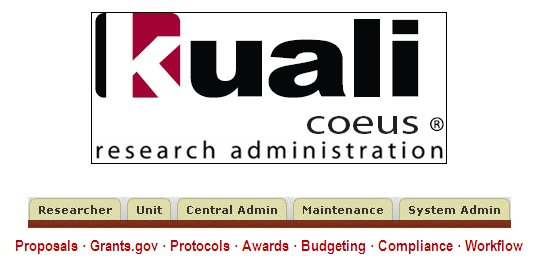 kuali
coeus ®
research administration
Researcher Unit Central Admin Maintenance System Admin
Proposals · Grants.gov · Protocols · Awards · Budgeting · Compliance · Workflow